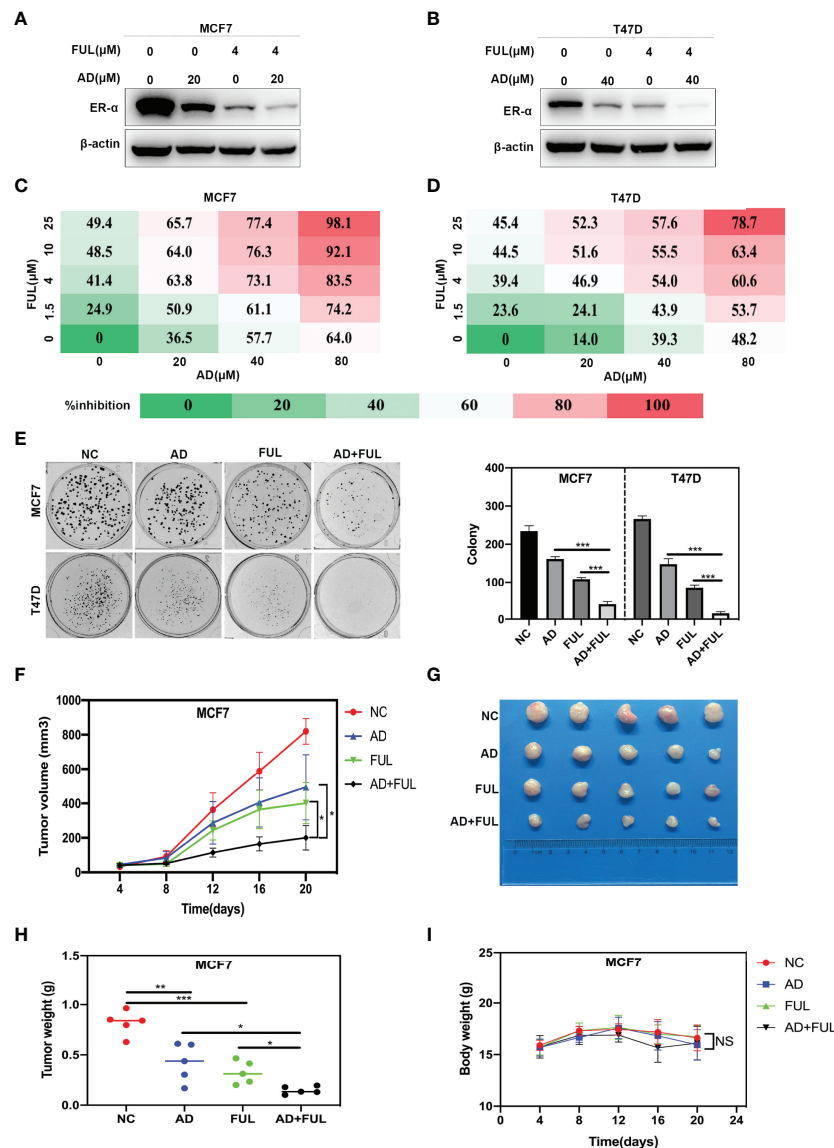 A
MCF7
FUL(μM) 0 0 4 4
AD(μM) 0 20 0 20
ER-α
β-actin
B
T47D
FUL(μM) 0 0 4 4
AD(μM) 0 40 0 40
ER-α
β-actin
C
MCF7
FUL(μM)
25 49.4 65.7 77.4 98.1
10 48.5 64.0 76.3 92.1
4 41.4 63.8 73.1 83.5
1.5 24.9 50.9 61.1 74.2
0 0 36.5 57.7 64.0
0 20 40 80
AD(μM)
D
T47D
FUL(μM)
25 45.4 52.3 57.6 78.7
10 44.5 51.6 55.5 63.4
4 39.4 46.9 54.0 60.6
1.5 23.6 24.1 43.9 53.7
0 0 14.0 39.3 48.2
0 20 40 80
AD(μM)
%inhibition 0 20 40 60 80 100
E
NC AD FUL AD+FUL
MCF7
T47D
Colony
400
300
200
100
0
MCF7 T47D
***
***
***
***
NC AD FUL AD+FUL NC AD FUL AD+FUL
F
MCF7
Tumor volume (mm3)
1000
800
600
400
200
0
4 8 12 16 20
Time(days)
NC
AD
FUL
AD+FUL
*
*
G
NC
AD
FUL
AD+FUL
H
MCF7
Tumor weight (g)
1.5
1.0
0.5
0.0
**
***
*
*
NC AD FUL AD+FUL
I
MCF7
Body weight (g)
25
20
15
10
0 4 8 12 16 20 24
Time(days)
NC
AD
FUL
AD+FUL
NS